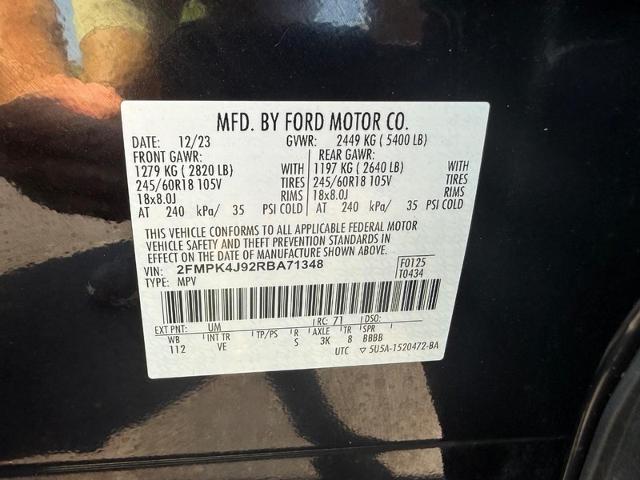 MFD. BY FORD MOTOR CO.
DATE: 12/23 GVWR: 2449 KG ( 5400 LB)
FRONT GAWR: REAR GAWR:
1279 KG ( 2820 LB) WITH 1197 KG ( 2640 LB) WITH
245/60R18 105V TIRES 245/60R18 105V TIRES
18x8.0J RIMS 18x8.0J RIMS
AT 240 kPa/ 35 PSI COLD AT 240 kPa/ 35 PSI COLD
THIS VEHICLE CONFORMS TO ALL APPLICABLE FEDERAL MOTOR
VEHICLE SAFETY AND THEFT PREVENTION STANDARDS IN
EFFECT ON THE DATE OF MANUFACTURE SHOWN ABOVE.
VIN: 2FMPK4J92RBA71348 F0125
TYPE: MPV T0434
EXT PNT: UM RC: 71 DSO:
WB INT TR TP/PS R AXLE TR SPR
112 VE S 3K 8 BBBB
UTC ▽ 5U5A-1520472-BA